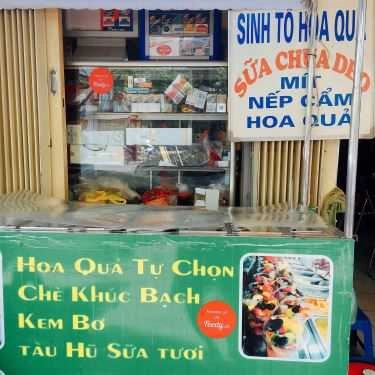 SINH TỐ HOA QUẢ
SỮA CHUA DẺO
MÍT
NẾP CẨM
HOA QUẢ
HOA QUẢ TỰ CHỌN
CHÈ KHÚC BẠCH
KEM BƠ
TÀU HŨ SỮA TƯƠI
Foody